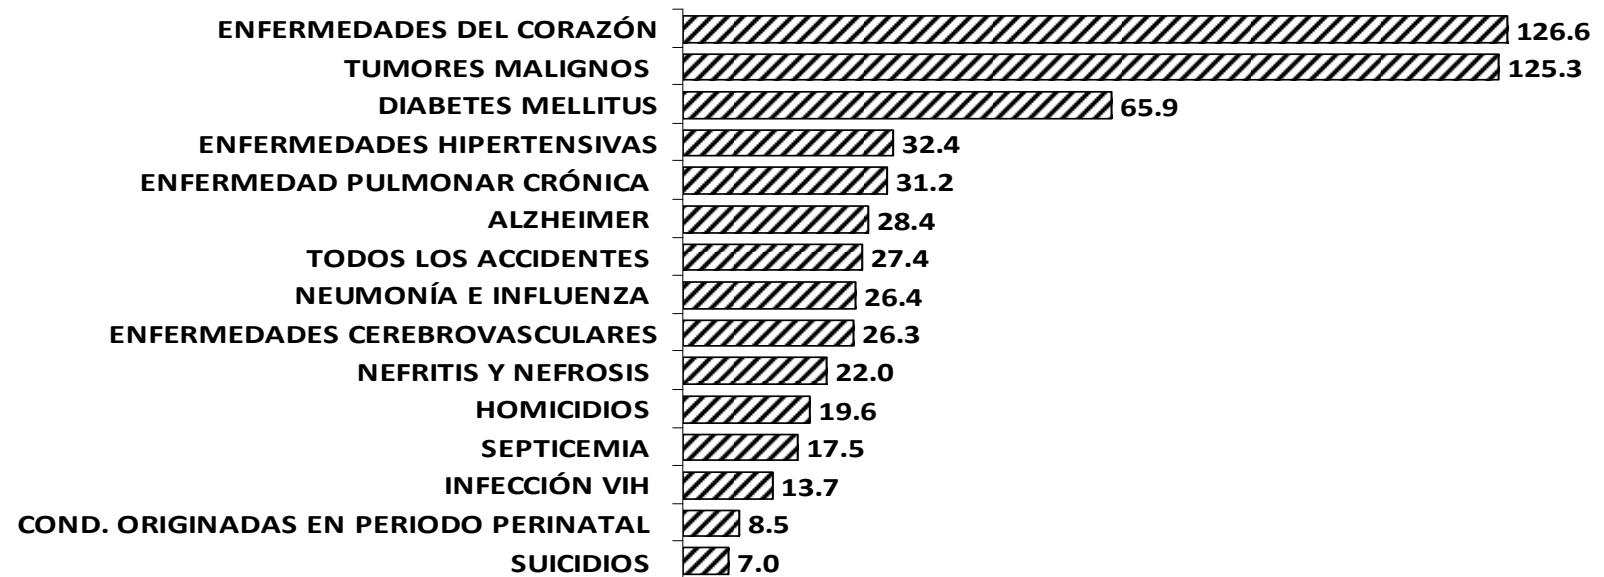 ENFERMEDADES DEL CORAZÓN 126.6
TUMORES MALIGNOS 125.3
DIABETES MELLITUS 65.9
ENFERMEDADES HIPERTENSIVAS 32.4
ENFERMEDAD PULMONAR CRÓNICA 31.2
ALZHEIMER 28.4
TODOS LOS ACCIDENTES 27.4
NEUMONÍA E INFLUENZA 26.4
ENFERMEDADES CEREBROVASCULARES 26.3
NEFRITIS Y NEFROSIS 22.0
HOMICIDIOS 19.6
SEPTICEMIA 17.5
INFECCIÓN VIH 13.7
COND. ORIGINADAS EN PERIODO PERINATAL 8.5
SUICIDIOS 7.0